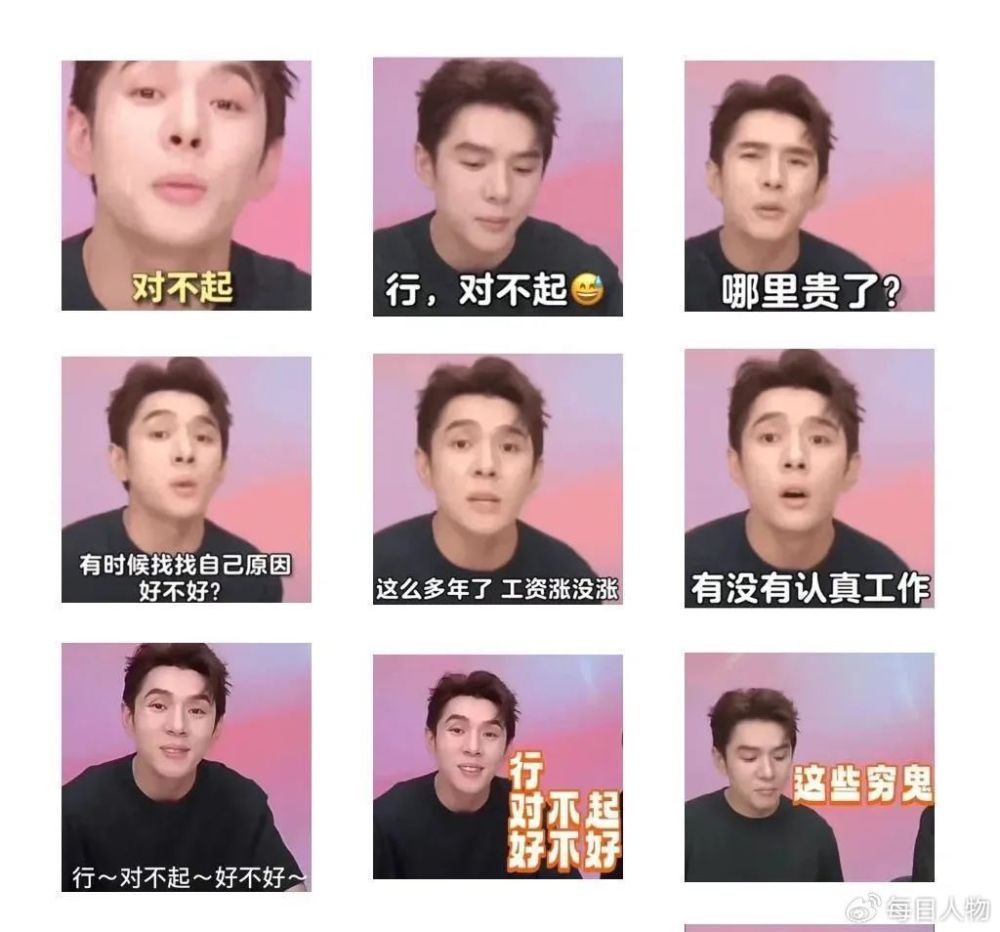 对不起
行，对不起😅
哪里贵了？
有时候找找自己原因
好不好？
这么多年了 工资涨没涨
有没有认真工作
行～对不起～好不好～
行
对不起
好不好
这些穷鬼
每日人物